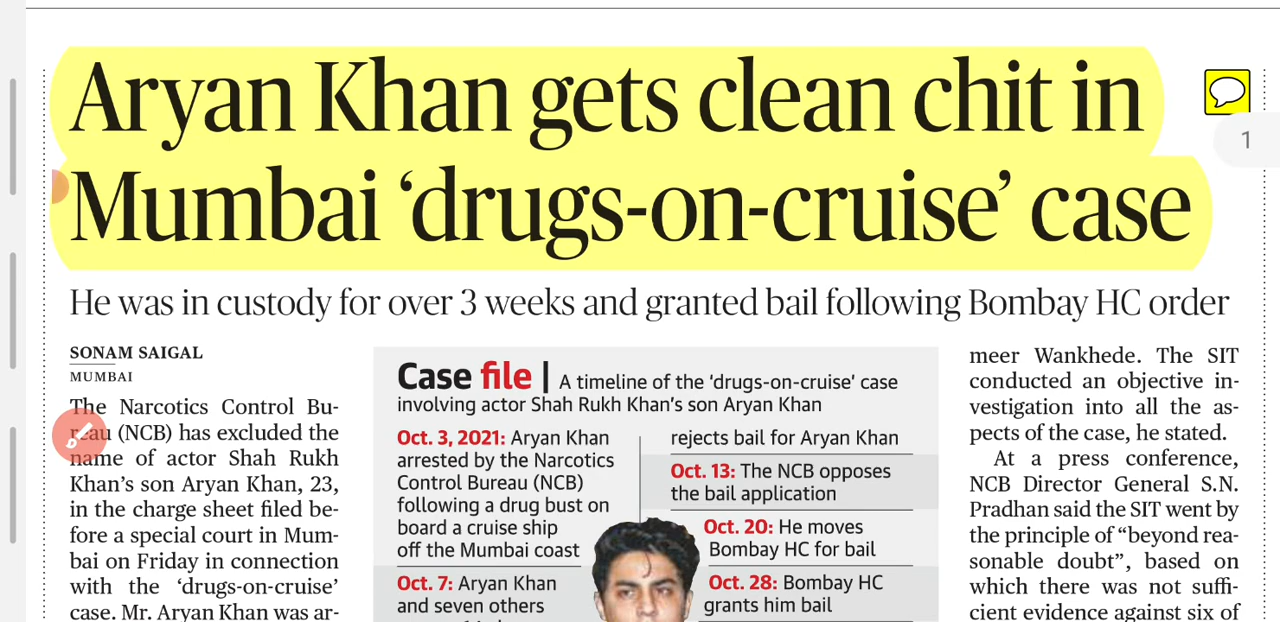 Aryan Khan gets clean chit in
Mumbai ‘drugs-on-cruise’ case
1
He was in custody for over 3 weeks and granted bail following Bombay HC order
SONAM SAIGAL
MUMBAI
The Narcotics Control Bu-
reau (NCB) has excluded the
name of actor Shah Rukh
Khan’s son Aryan Khan, 23,
in the charge sheet filed be-
fore a special court in Mum-
bai on Friday in connection
with the ‘drugs-on-cruise’
case. Mr. Aryan Khan was ar-
Case file | A timeline of the ‘drugs-on-cruise’ case
involving actor Shah Rukh Khan’s son Aryan Khan
Oct. 3, 2021: Aryan Khan
arrested by the Narcotics
Control Bureau (NCB)
following a drug bust on
board a cruise ship
off the Mumbai coast
Oct. 7: Aryan Khan
and seven others
rejects bail for Aryan Khan
Oct. 13: The NCB opposes
the bail application
Oct. 20: He moves
Bombay HC for bail
Oct. 28: Bombay HC
grants him bail
meer Wankhede. The SIT
conducted an objective in-
vestigation into all the as-
pects of the case, he stated.
At a press conference,
NCB Director General S.N.
Pradhan said the SIT went by
the principle of “beyond rea-
sonable doubt”, based on
which there was not suffi-
cient evidence against six of